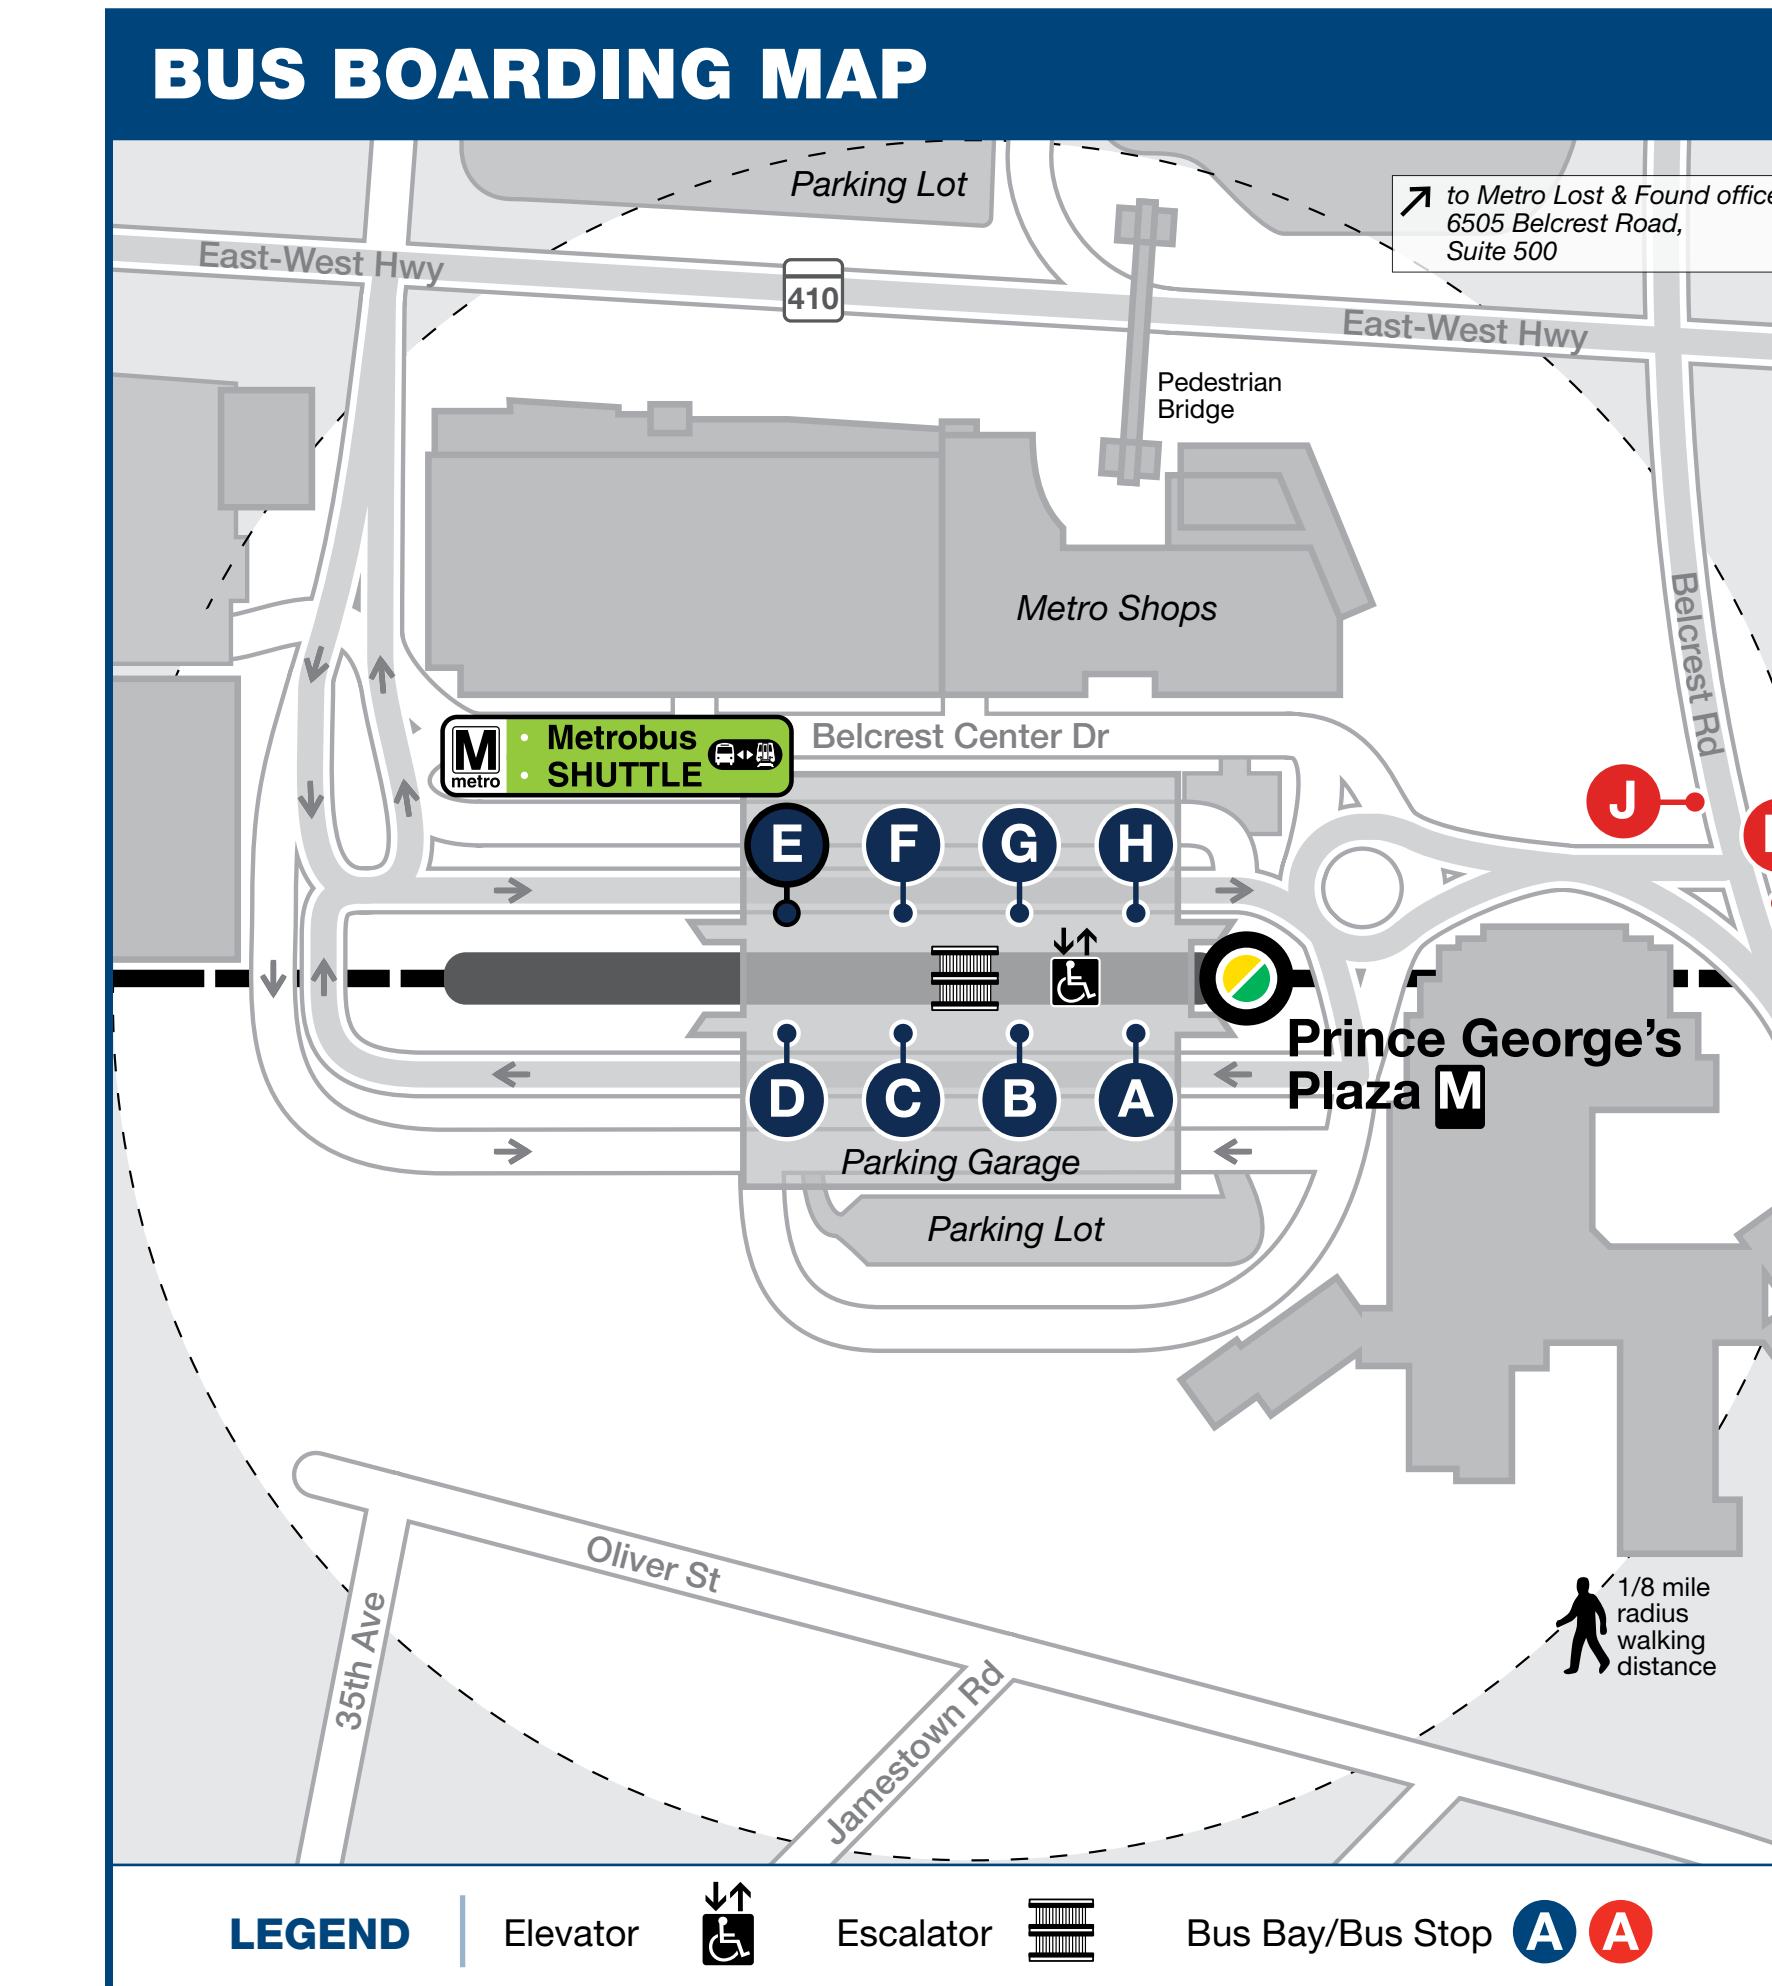 BUS BOARDING MAP
Parking Lot
to Metro Lost & Found office
6505 Belcrest Road,
Suite 500
East-West Hwy
410
East-West Hwy
Pedestrian
Bridge
Metro Shops
Belcrest Rd
M
metro
· Metrobus
· SHUTTLE
Belcrest Center Dr
J
E
F
G
H
Prince George's
Plaza M
D
C
B
A
Parking Garage
Parking Lot
Oliver St
35th Ave
Jamestown Rd
1/8 mile
radius
walking
distance
LEGEND
Elevator
Escalator
Bus Bay/Bus Stop A A